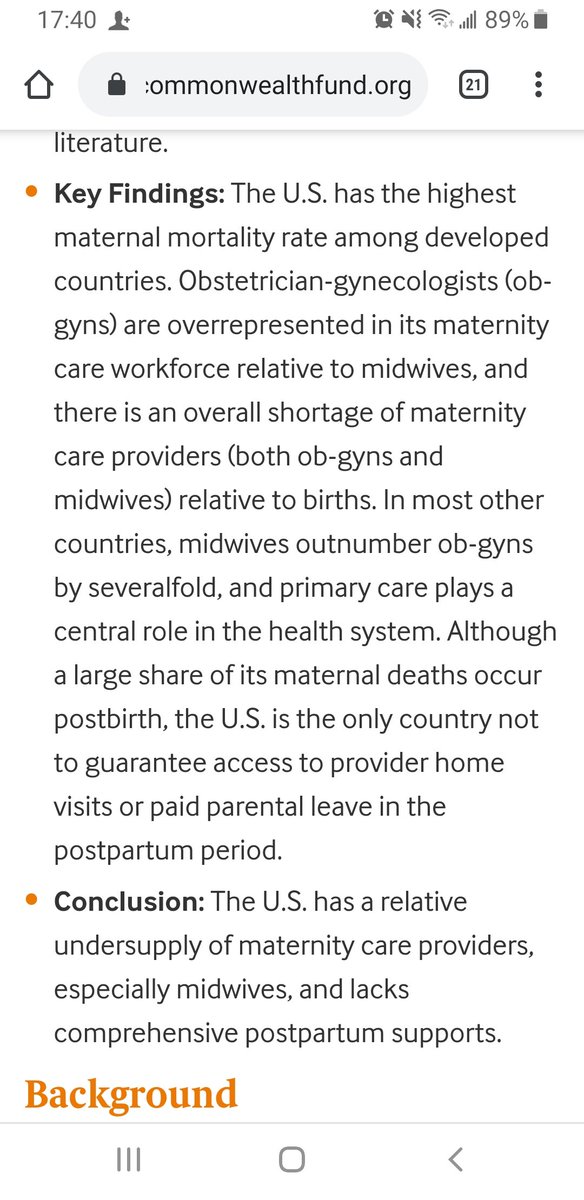 17:40 89%
:ommonwealthfund.org 21
literature.
• Key Findings: The U.S. has the highest
maternal mortality rate among developed
countries. Obstetrician-gynecologists (ob-
gyns) are overrepresented in its maternity
care workforce relative to midwives, and
there is an overall shortage of maternity
care providers (both ob-gyns and
midwives) relative to births. In most other
countries, midwives outnumber ob-gyns
by severalfold, and primary care plays a
central role in the health system. Although
a large share of its maternal deaths occur
postbirth, the U.S. is the only country not
to guarantee access to provider home
visits or paid parental leave in the
postpartum period.
• Conclusion: The U.S. has a relative
undersupply of maternity care providers,
especially midwives, and lacks
comprehensive postpartum supports.
Background